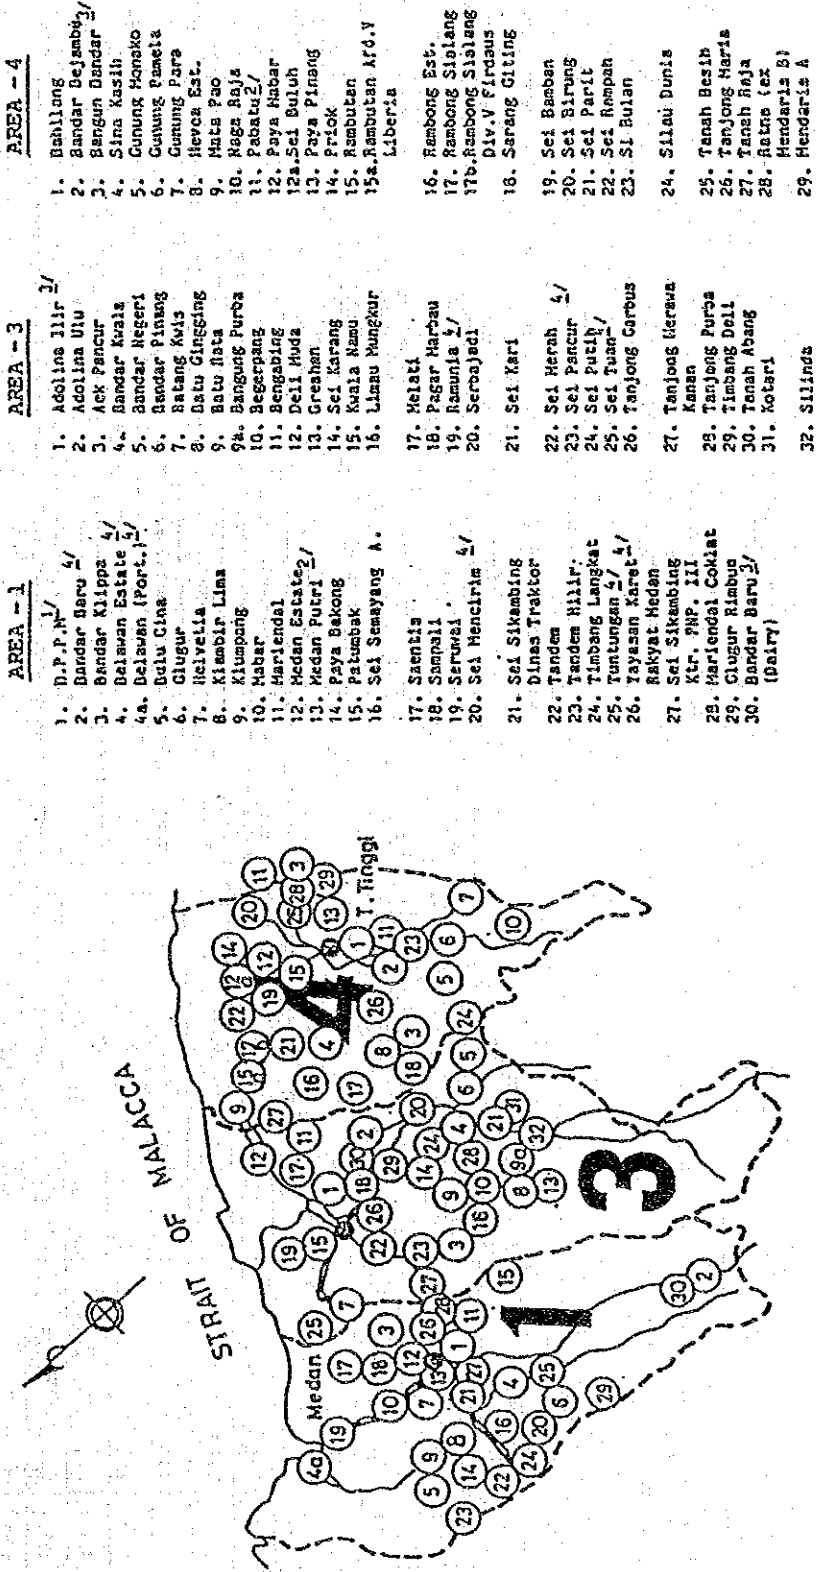 STRAIT OF MALACCA
Medan
T. Tinggi
1
3
4
AREA - 1
1. D.P.P.M 1/
2. Bandar Baru 4/
3. Bandar Klippa 4/
4. Belawan Estate 4/
4a. Belawan (Port.) 4/
5. Bulu Cina
6. Glugur
7. Helvetia
8. Klambir Lima
9. Klumpang
10. Mabar
11. Mariendal
12. Medan Estate 2/
13. Medan Putri 2/
14. Paya Bakong
15. Patumbak
16. Sei Semayang A.
17. Saentis
18. Sampali
19. Seruwai
20. Sei Mencirim 4/
21. Sei Sikambing
Dinas Traktor
22. Tandem
23. Tandem Hilir
24. Timbang Langkat
25. Tuntungan 4/
26. Yayasan Karet 4/
Rakyat Medan
27. Sei Sikambing
Ktr. PNP. III
28. Mariendal Coklat
29. Glugur Rimbun
30. Bandar Baru 3/
(Dairy)
AREA - 3
1. Adolina Ilir 3/
2. Adolina Ulu
3. Aek Pancur
4. Bandar Kwala
5. Bandar Negeri
6. Bandar Pinang
7. Batang Kwis
8. Batu Gingging
9. Batu Rata
9a. Bangung Purba
10. Begerpang
11. Bengabing
12. Deli Muda
13. Greahan
14. Sei Karang
15. Kwala Namu
16. Limau Mungkur
17. Melati
18. Pagar Marbau
19. Ramunia 4/
20. Serbajadi
21. Sei Kari
22. Sei Merah 4/
23. Sei Pancur 4/
24. Sei Putih
25. Sei Tuan 4/
26. Tanjong Garbus
27. Tanjong Merawa
Kanan
28. Tanjong Purba
29. Timbang Deli
30. Tanah Abang
31. Kotari
32. Silinda
AREA - 4
1. Bahilang
2. Bandar Bejambu 3/
3. Bangun Bandar
4. Sina Kasih
5. Gunung Monako
6. Gunung Pamela
7. Gunung Para
8. Hevea Est.
9. Mata Pao
10. Naga Raja
11. Pabatu 2/
12. Paya Mabar
12a. Sei Buluh
13. Paya Pinang
14. Priok
15. Rambutan
15a. Rambutan Afd.V
Liberia
16. Rambong Est.
17. Rambong Sialang
17b. Rambong Sialang
Div.V Firdaus
18. Sarang Giting
19. Sei Bamban
20. Sei Birung
21. Sei Parit
22. Sei Rampah
23. Si Bulan
24. Silau Dunia
25. Tanah Besih
26. Tanjong Maria
27. Tanah Raja
28. Ratna (ex
Mendaris B)
29. Mendaris A